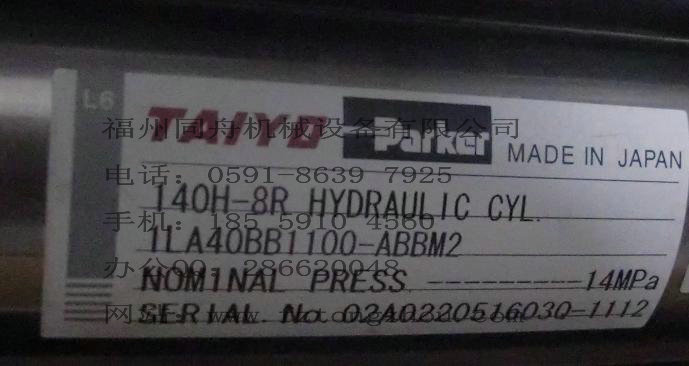 L6
TAIYO Parker MADE IN JAPAN
福州同舟机械设备有限公司
电话：0591-8639 7925
140H-8R HYDRAULIC CYL.
手机：185 5910 4560
1LA40BB1100-ABBM2
办公QQ：286620048
NOMINAL PRESS ---------14MPa
SERIAL No 02A0220516030-1112